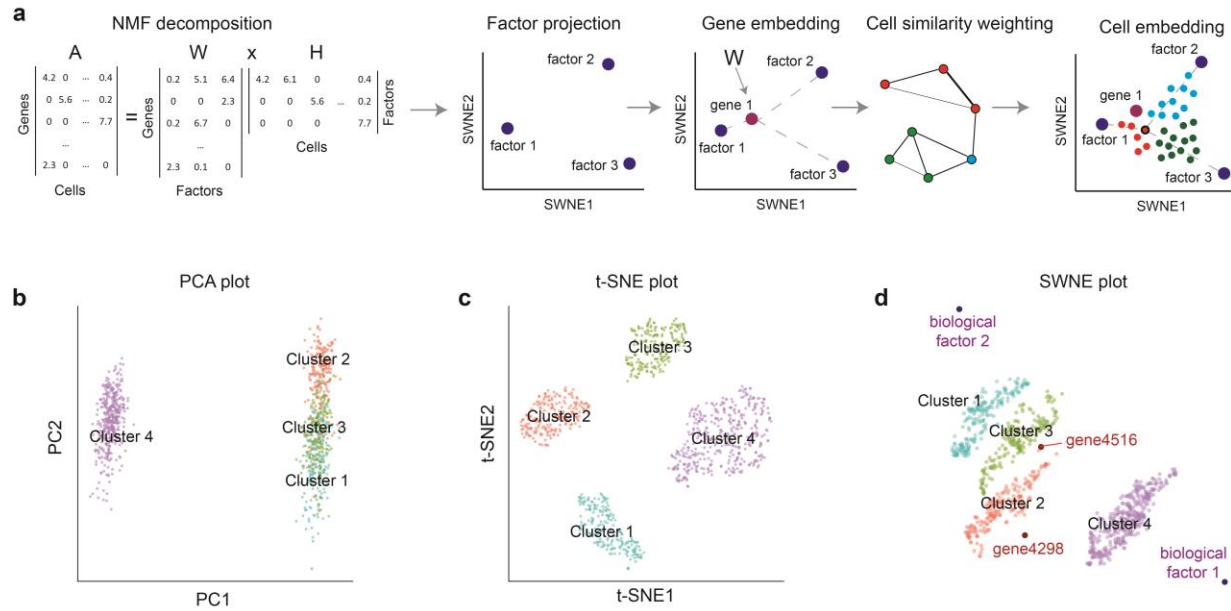 a
NMF decomposition
A W x H
Genes
4.2 0 ... 0.4
0 5.6 ... 0.2
0 0 ... 7.7
...
2.3 0 ... 0
Cells
=
Genes
0.2 5.1 6.4
0 0 2.3
0.2 6.7 0
...
2.3 0.1 0
Factors
4.2 6.1 0 0.4
0 0 5.6 ... 0.2
0 0 0 7.7
Factors
Cells
Factor projection
SWNE2
factor 2
factor 1
factor 3
SWNE1
Gene embedding
SWNE2
W
factor 2
gene 1
factor 1
factor 3
SWNE1
Cell similarity weighting
Cell embedding
SWNE2
factor 2
gene 1
factor 1
factor 3
SWNE1
b
PCA plot
PC2
Cluster 2
Cluster 4
Cluster 3
Cluster 1
PC1
c
t-SNE plot
t-SNE2
Cluster 3
Cluster 2
Cluster 4
Cluster 1
t-SNE1
d
SWNE plot
biological
factor 2
Cluster 1
Cluster 3
gene4516
Cluster 2
Cluster 4
gene4298
biological
factor 1